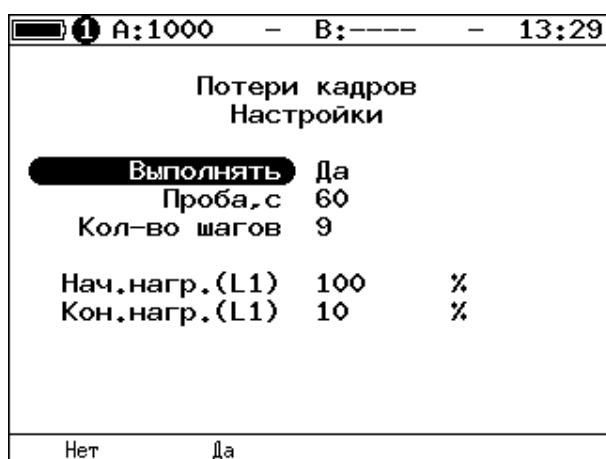 1 A:1000 – B:---- – 13:29
Потери кадров
Настройки
Выполнять Да
Проба,с 60
Кол-во шагов 9
Нач.нагр.(L1) 100 %
Кон.нагр.(L1) 10 %
Нет Да